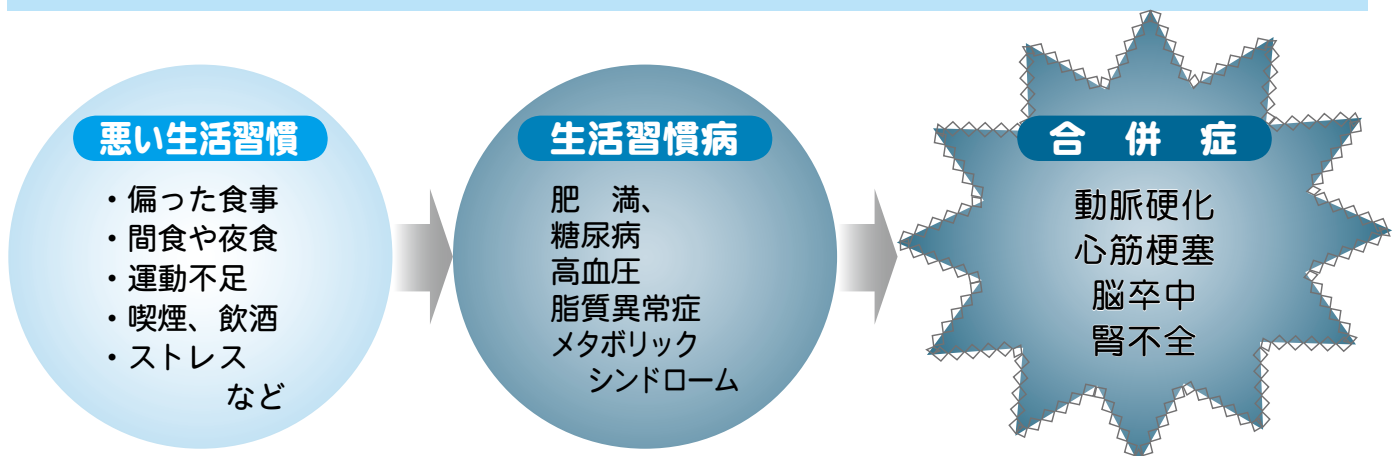 悪い生活習慣
・偏った食事
・間食や夜食
・運動不足
・喫煙、飲酒
・ストレス
など
生活習慣病
肥　満、
糖尿病
高血圧
脂質異常症
メタボリック
シンドローム
合　併　症
動脈硬化
心筋梗塞
脳卒中
腎不全